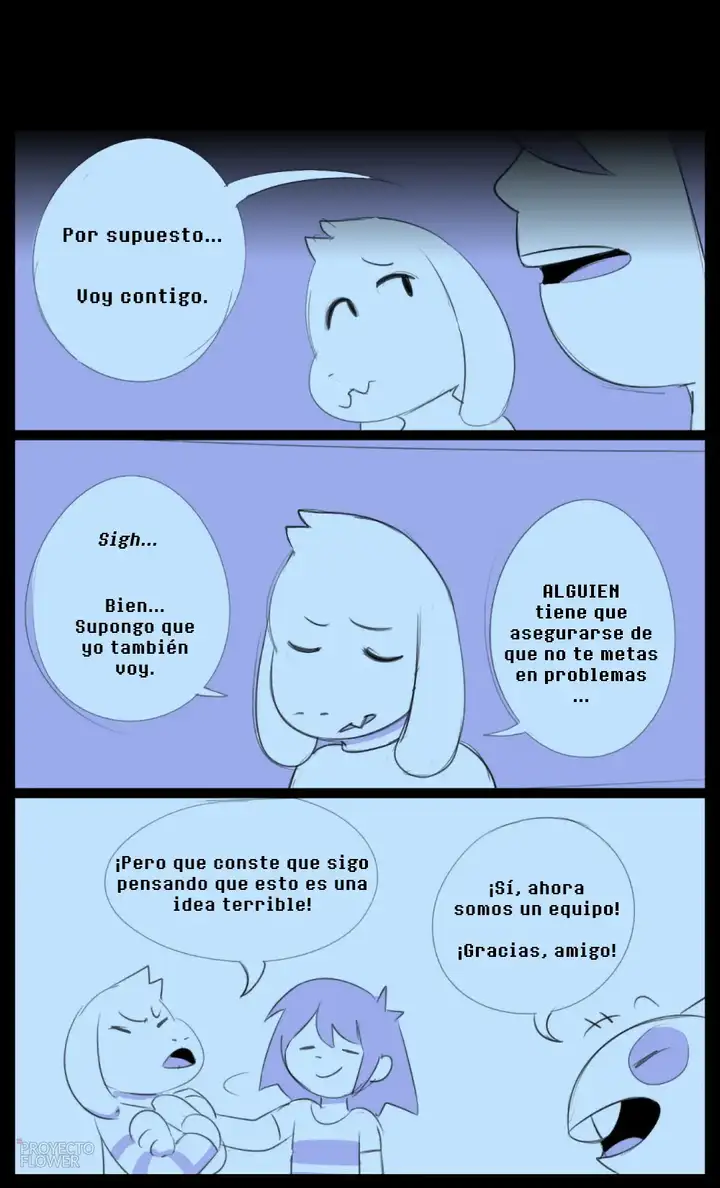 Por supuesto...
Voy contigo.
Sigh...
Bien...
Supongo que
yo también
voy.
ALGUIEN
tiene que
asegurarse de
que no te metas
en problemas
...
¡Pero que conste que sigo
pensando que esto es una
idea terrible!
¡Sí, ahora
somos un equipo!
¡Gracias, amigo!
PROYECTO
FLOWER